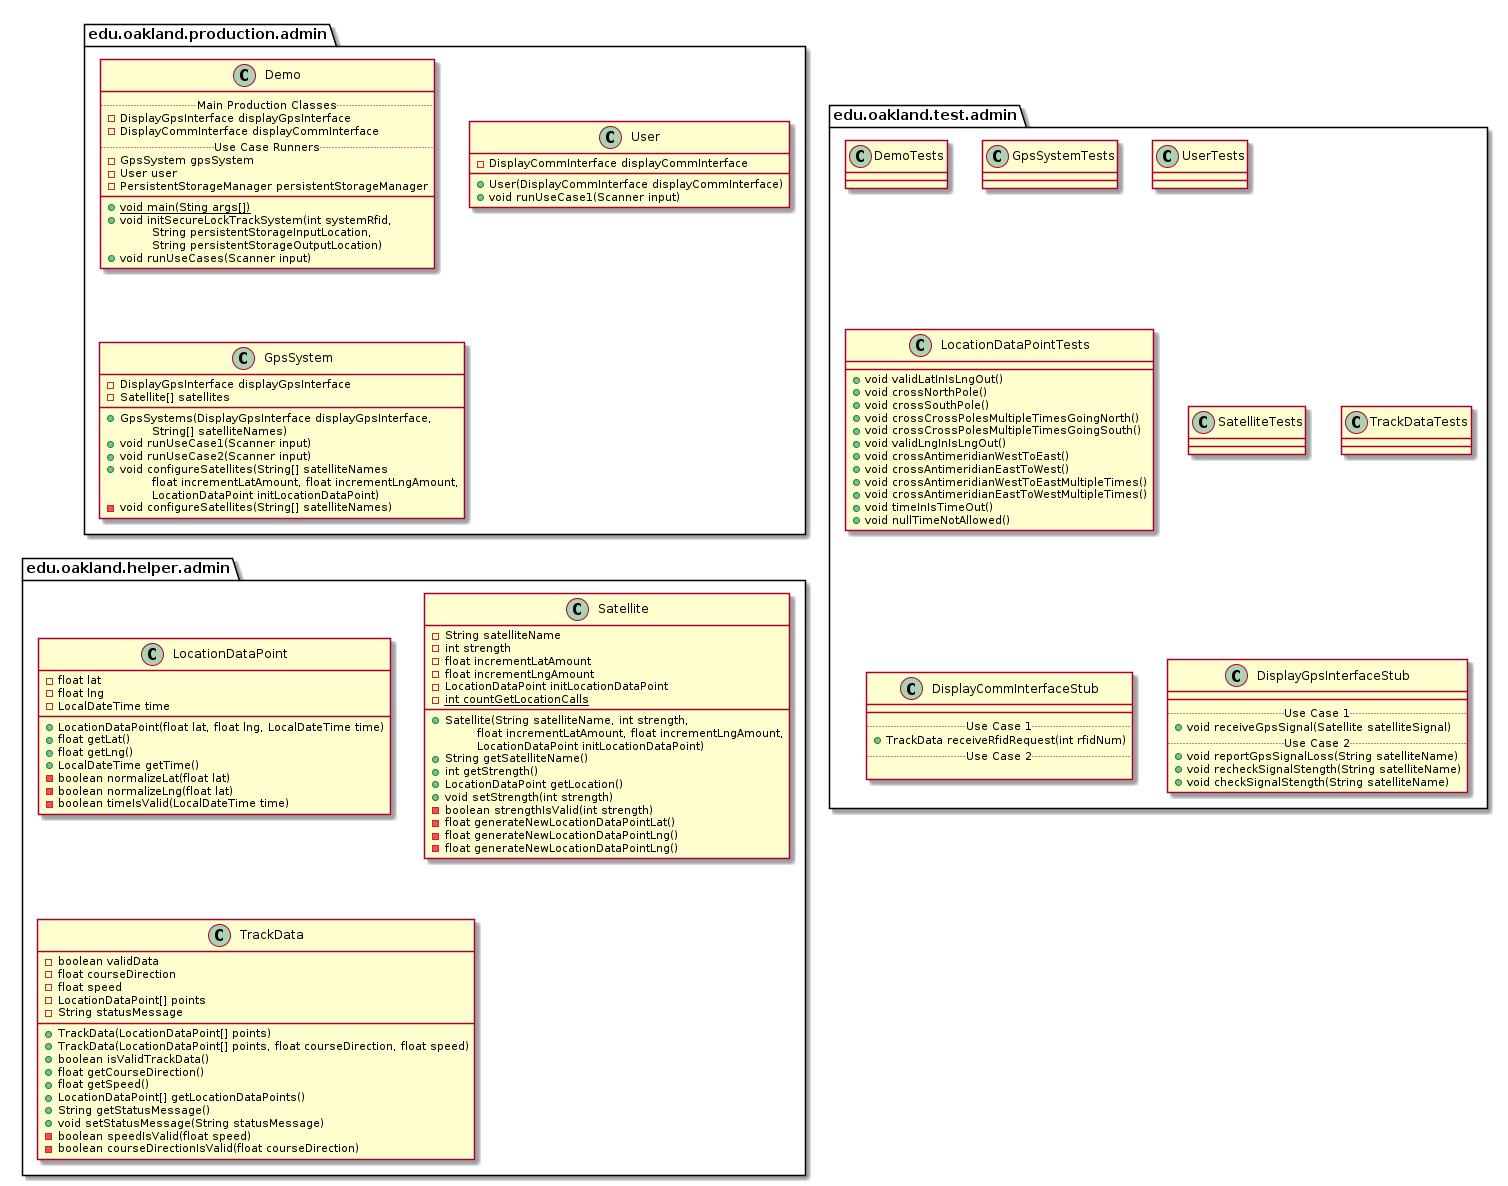 edu.oakland.production.admin
C Demo
Main Production Classes
DisplayGpsInterface displayGpsInterface
DisplayCommInterface displayCommInterface
Use Case Runners
GpsSystem gpsSystem
User user
PersistentStorageManager persistentStorageManager
void main(Sting args[])
void initSecureLockTrackSystem(int systemRfid,
String persistentStorageInputLocation,
String persistentStorageOutputLocation)
void runUseCases(Scanner input)
C User
DisplayCommInterface displayCommInterface
User(DisplayCommInterface displayCommInterface)
void runUseCase1(Scanner input)
C GpsSystem
DisplayGpsInterface displayGpsInterface
Satellite[] satellites
GpsSystems(DisplayGpsInterface displayGpsInterface,
String[] satelliteNames)
void runUseCase1(Scanner input)
void runUseCase2(Scanner input)
void configureSatellites(String[] satelliteNames
float incrementLatAmount, float incrementLngAmount,
LocationDataPoint initLocationDataPoint)
void configureSatellites(String[] satelliteNames)
edu.oakland.helper.admin
C LocationDataPoint
float lat
float lng
LocalDateTime time
LocationDataPoint(float lat, float lng, LocalDateTime time)
float getLat()
float getLng()
LocalDateTime getTime()
boolean normalizeLat(float lat)
boolean normalizeLng(float lat)
boolean timeIsValid(LocalDateTime time)
C Satellite
String satelliteName
int strength
float incrementLatAmount
float incrementLngAmount
LocationDataPoint initLocationDataPoint
int countGetLocationCalls
Satellite(String satelliteName, int strength,
float incrementLatAmount, float incrementLngAmount,
LocationDataPoint initLocationDataPoint)
String getSatelliteName()
int getStrength()
LocationDataPoint getLocation()
void setStrength(int strength)
boolean strengthIsValid(int strength)
float generateNewLocationDataPointLat()
float generateNewLocationDataPointLng()
float generateNewLocationDataPointLng()
C TrackData
boolean validData
float courseDirection
float speed
LocationDataPoint[] points
String statusMessage
TrackData(LocationDataPoint[] points)
TrackData(LocationDataPoint[] points, float courseDirection, float speed)
boolean isValidTrackData()
float getCourseDirection()
float getSpeed()
LocationDataPoint[] getLocationDataPoints()
String getStatusMessage()
void setStatusMessage(String statusMessage)
boolean speedIsValid(float speed)
boolean courseDirectionIsValid(float courseDirection)
edu.oakland.test.admin
C DemoTests
C GpsSystemTests
C UserTests
C LocationDataPointTests
void validLatInIsLngOut()
void crossNorthPole()
void crossSouthPole()
void crossCrossPolesMultipleTimesGoingNorth()
void crossCrossPolesMultipleTimesGoingSouth()
void validLngInIsLngOut()
void crossAntimeridianWestToEast()
void crossAntimeridianEastToWest()
void crossAntimeridianWestToEastMultipleTimes()
void crossAntimeridianEastToWestMultipleTimes()
void timeInIsTimeOut()
void nullTimeNotAllowed()
C SatelliteTests
C TrackDataTests
C DisplayCommInterfaceStub
Use Case 1
TrackData receiveRfidRequest(int rfidNum)
Use Case 2
C DisplayGpsInterfaceStub
Use Case 1
void receiveGpsSignal(Satellite satelliteSignal)
Use Case 2
void reportGpsSignalLoss(String satelliteName)
void recheckSignalStength(String satelliteName)
void checkSignalStength(String satelliteName)